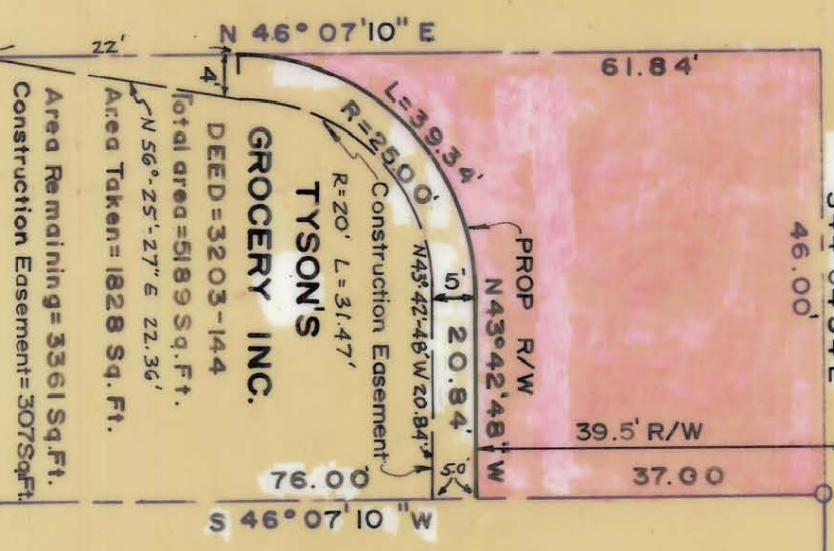 N 46° 07' 10" E
22'
4'
61.84'
46.00'
L=39.34'
R=25.00'
PROP R/W
N 43° 42' 48" W
20.84'
5'
Construction Easement
R=20' L=31.47'
N43°42'-48"W 20.84'
5.0'
39.5' R/W
37.00
76.00
S 46° 07' 10" W
TYSON'S
GROCERY INC.
DEED=3203-144
Total area=5189 Sq.Ft.
N 56°-25'-27" E 22.36'
Area Taken=1828 Sq. Ft.
Area Remaining=3361 Sq.Ft.
Construction Easement=307SqFt.